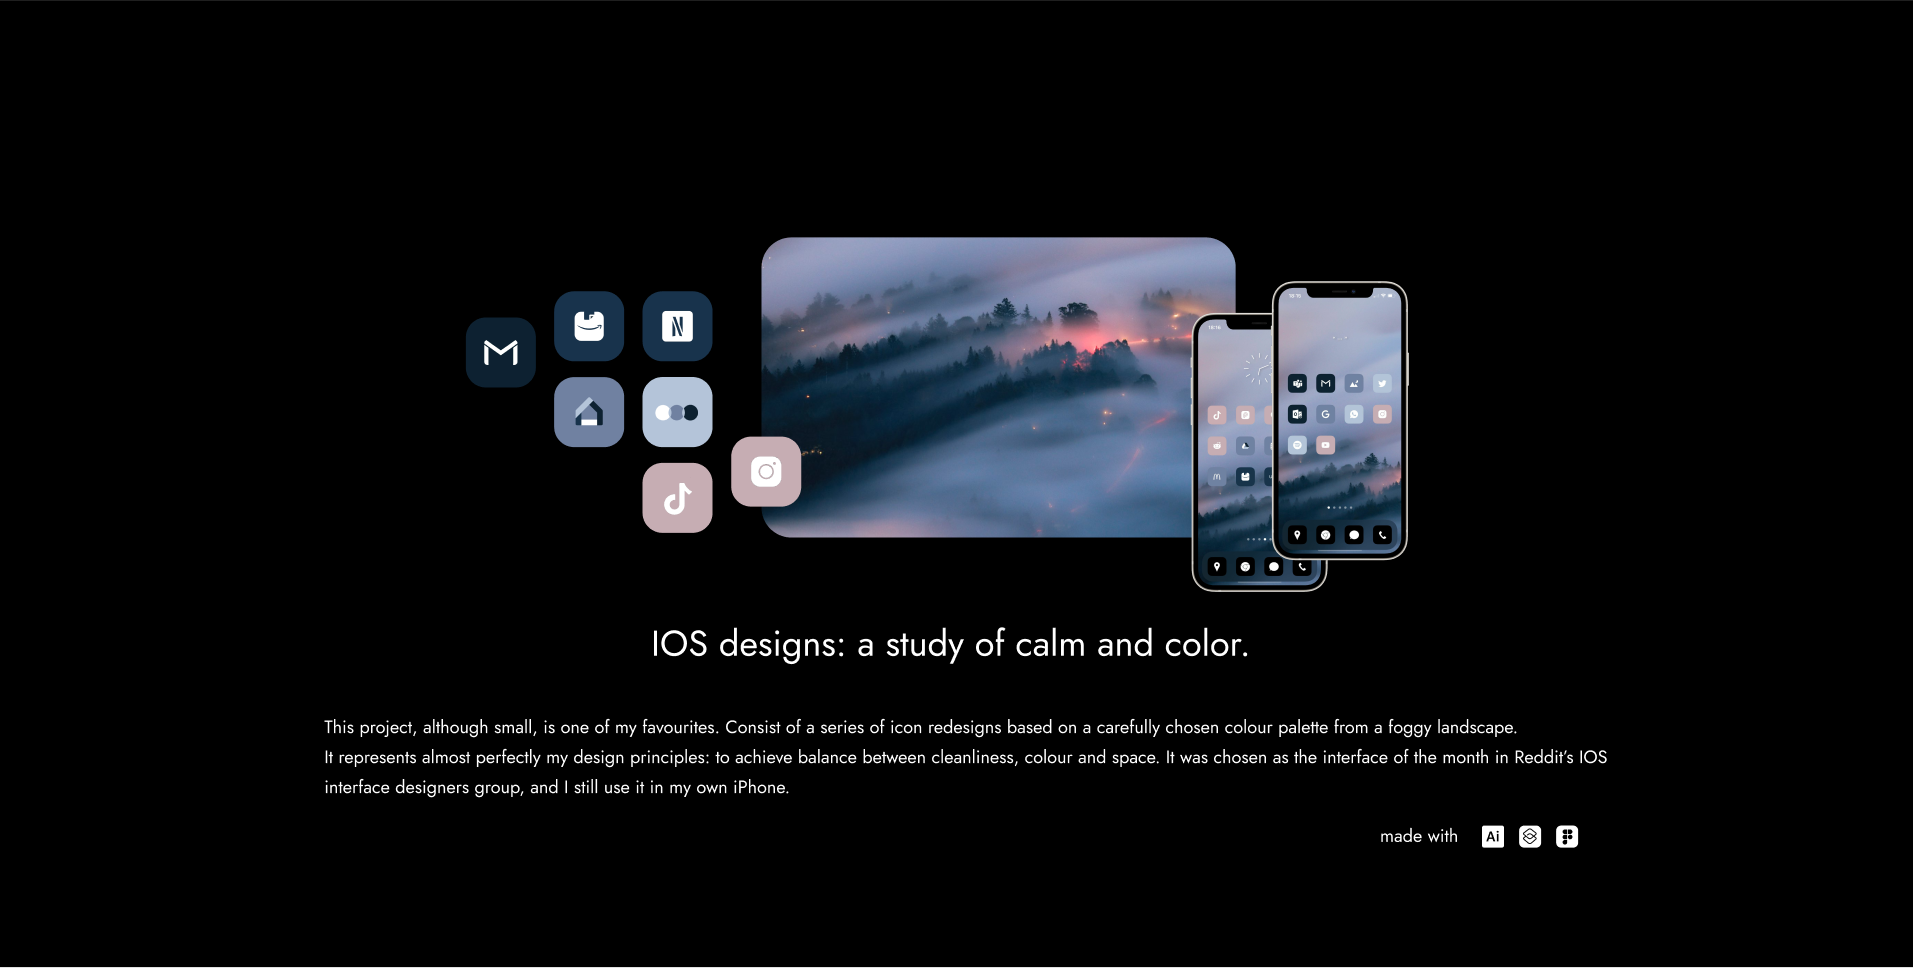 IOS designs: a study of calm and color.
This project, although small, is one of my favourites. Consist of a series of icon redesigns based on a carefully chosen colour palette from a foggy landscape.
It represents almost perfectly my design principles: to achieve balance between cleanliness, colour and space. It was chosen as the interface of the month in Reddit's IOS
interface designers group, and I still use it in my own iPhone.
made with Ai